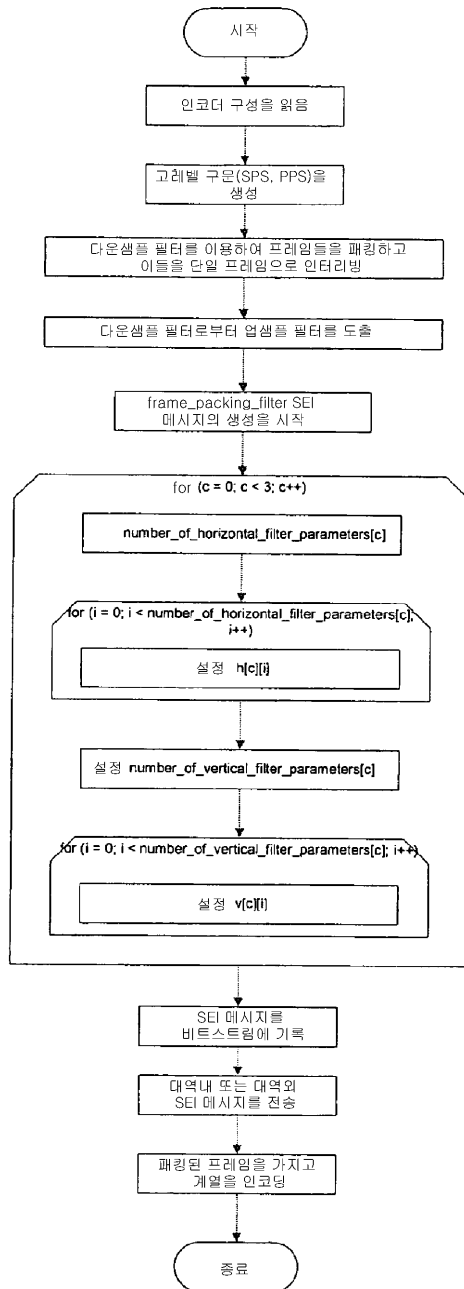 시작
인코더 구성을 읽음
고레벨 구문(SPS, PPS)을
생성
다운샘플 필터를 이용하여 프레임들을 패킹하고
이들을 단일 프레임으로 인터리빙
다운샘플 필터로부터 업샘플 필터를 도출
frame_packing_filter SEI
메시지의 생성을 시작
for (c = 0; c < 3; c++)
number_of_horizontal_filter_parameters[c]
for (i = 0; i < number_of_horizontal_filter_parameters[c];
i++)
설정 h[c][i]
설정 number_of_vertical_filter_parameters[c]
for (i = 0; i < number_of_vertical_filter_parameters[c]; i++)
설정 v[c][i]
SEI 메시지를
비트스트림에 기록
대역내 또는 대역외
SEI 메시지를 전송
패킹된 프레임을 가지고
계열을 인코딩
종료